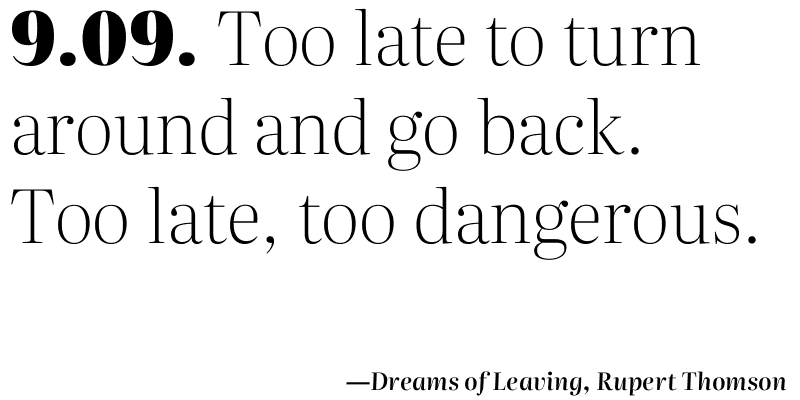 9.09. Too late to turn
around and go back.
Too late, too dangerous.
—Dreams of Leaving, Rupert Thomson